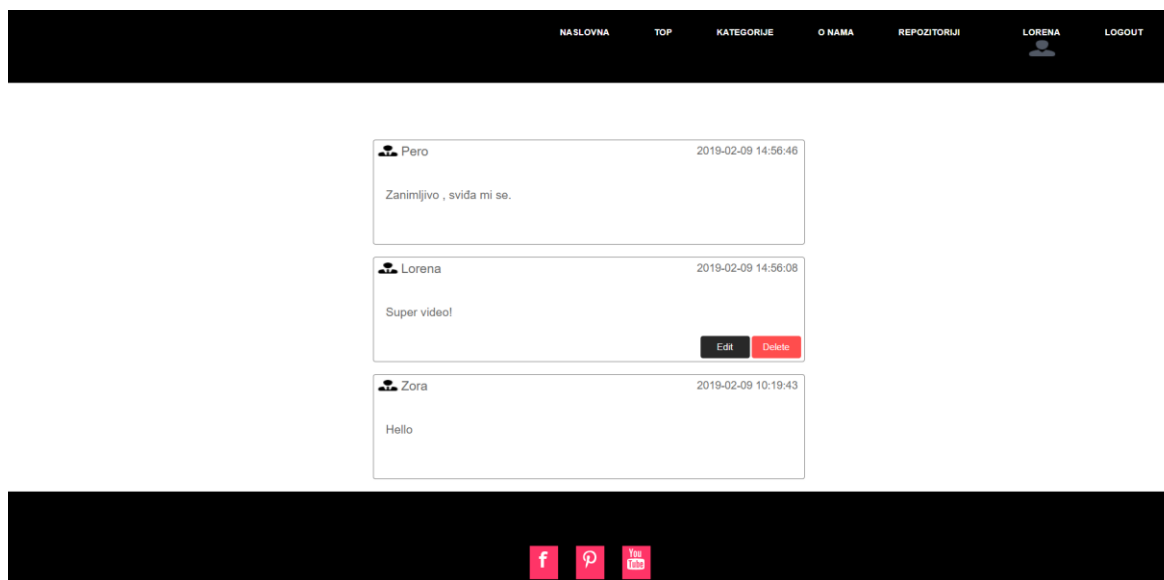 NASLOVNA TOP KATEGORIJE O NAMA REPOZITORIJI LORENA LOGOUT
Pero 2019-02-09 14:56:46
Zanimljivo , sviđa mi se.
Lorena 2019-02-09 14:56:08
Super video!
Edit Delete
Zora 2019-02-09 10:19:43
Hello
f You
Tube